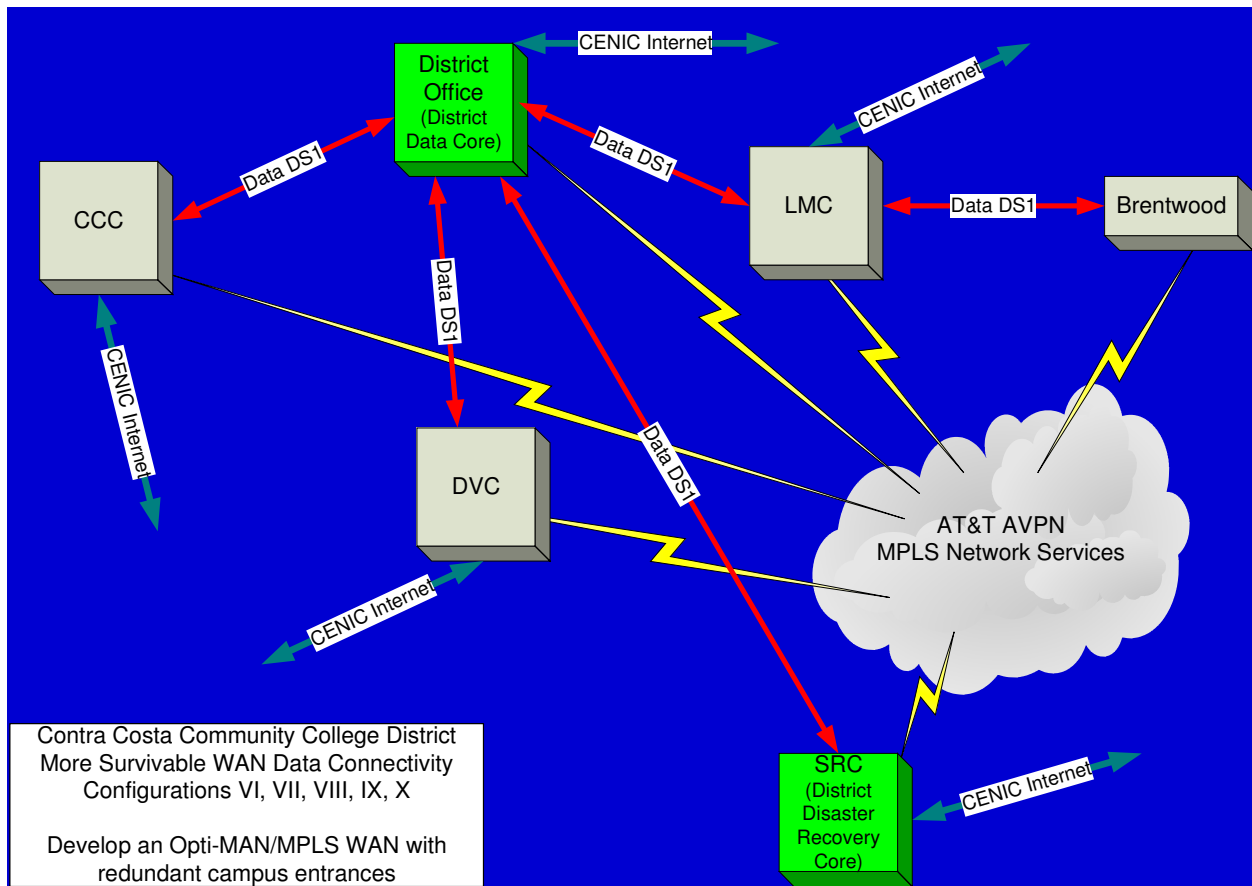 CENIC Internet
District
Office
(District
Data Core)
CENIC Internet
Data DS1
Data DS1
CCC
LMC
Data DS1
Brentwood
Data DS1
CENIC Internet
Data DS1
DVC
AT&T AVPN
MPLS Network Services
CENIC Internet
Contra Costa Community College District
More Survivable WAN Data Connectivity
Configurations VI, VII, VIII, IX, X
Develop an Opti-MAN/MPLS WAN with
redundant campus entrances
SRC
(District
Disaster
Recovery
Core)
CENIC Internet